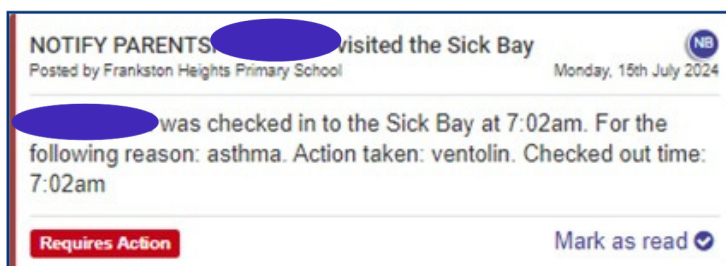 NOTIFY PARENTS: visited the Sick Bay
NB
Posted by Frankston Heights Primary School
Monday, 15th July 2024
was checked in to the Sick Bay at 7:02am. For the
following reason: asthma. Action taken: ventolin. Checked out time:
7:02am
Requires Action
Mark as read